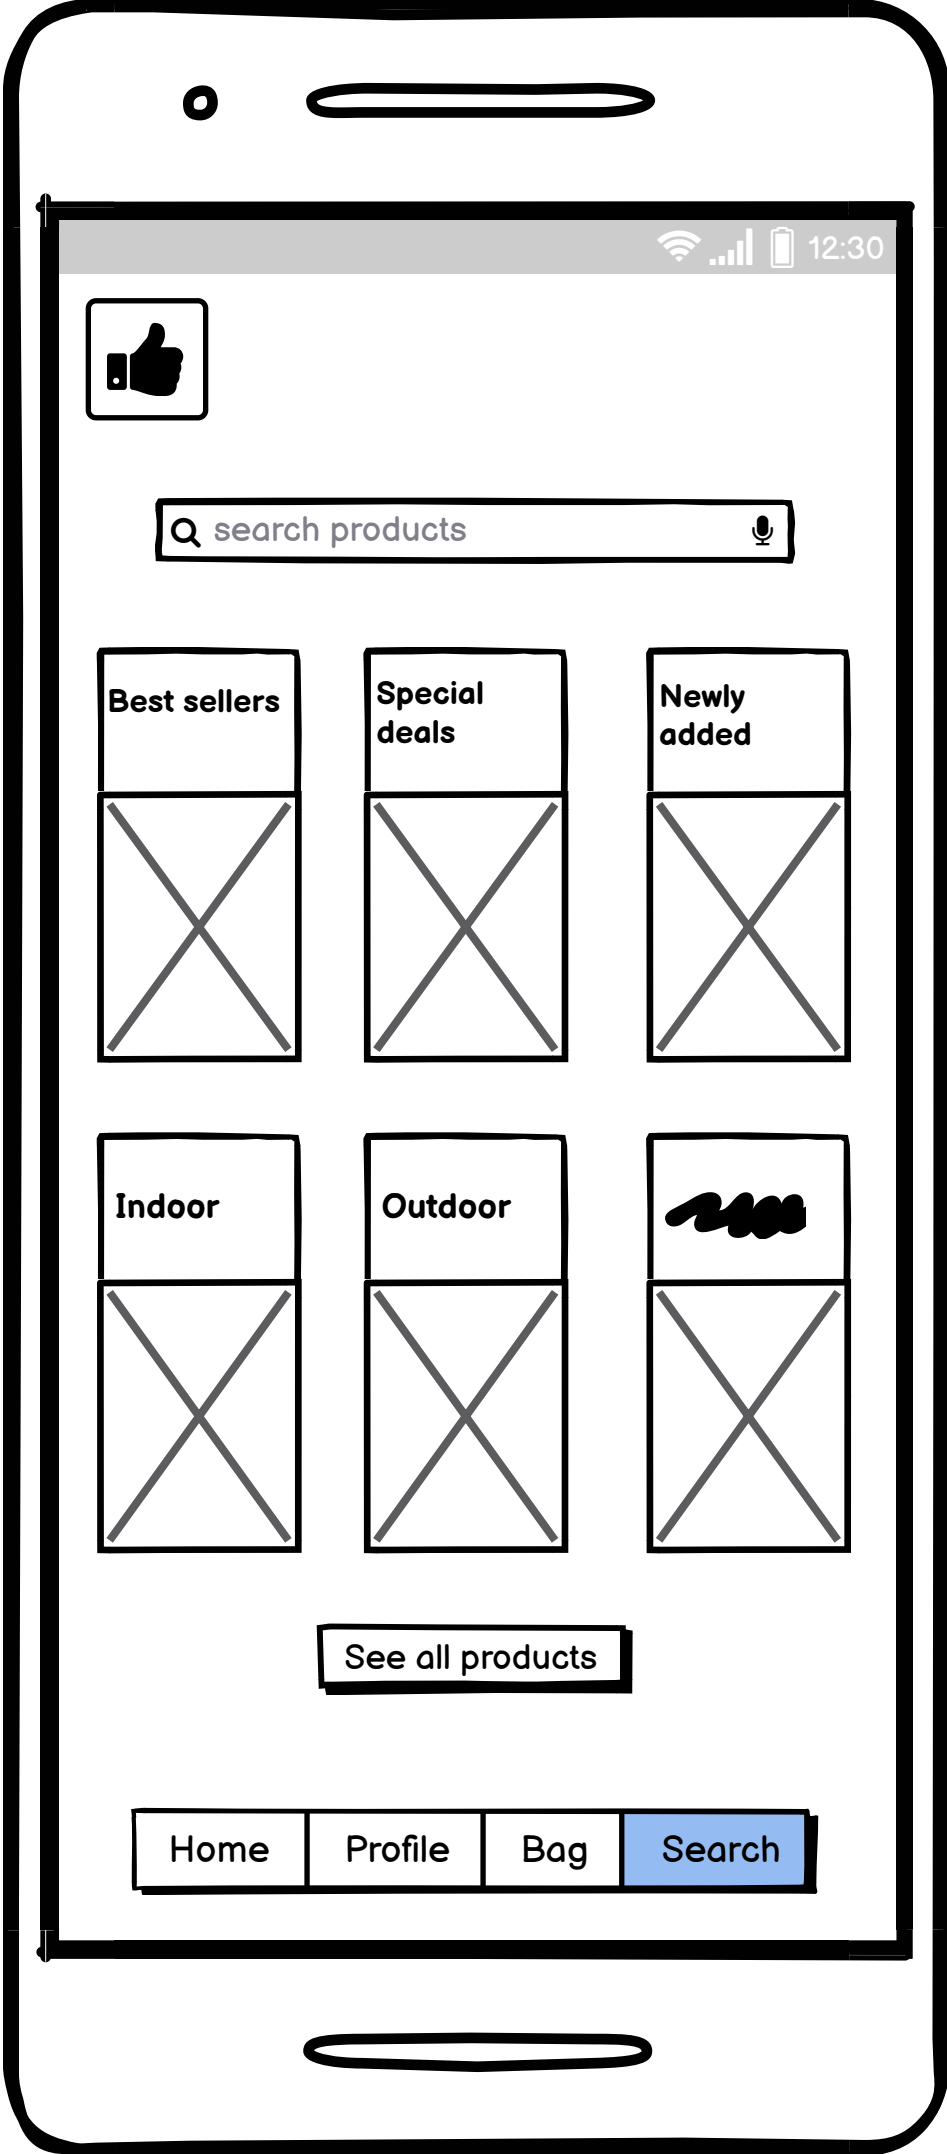 12:30
search products
Best sellers
Special
deals
Newly
added
Indoor
Outdoor
See all products
Home
Profile
Bag
Search